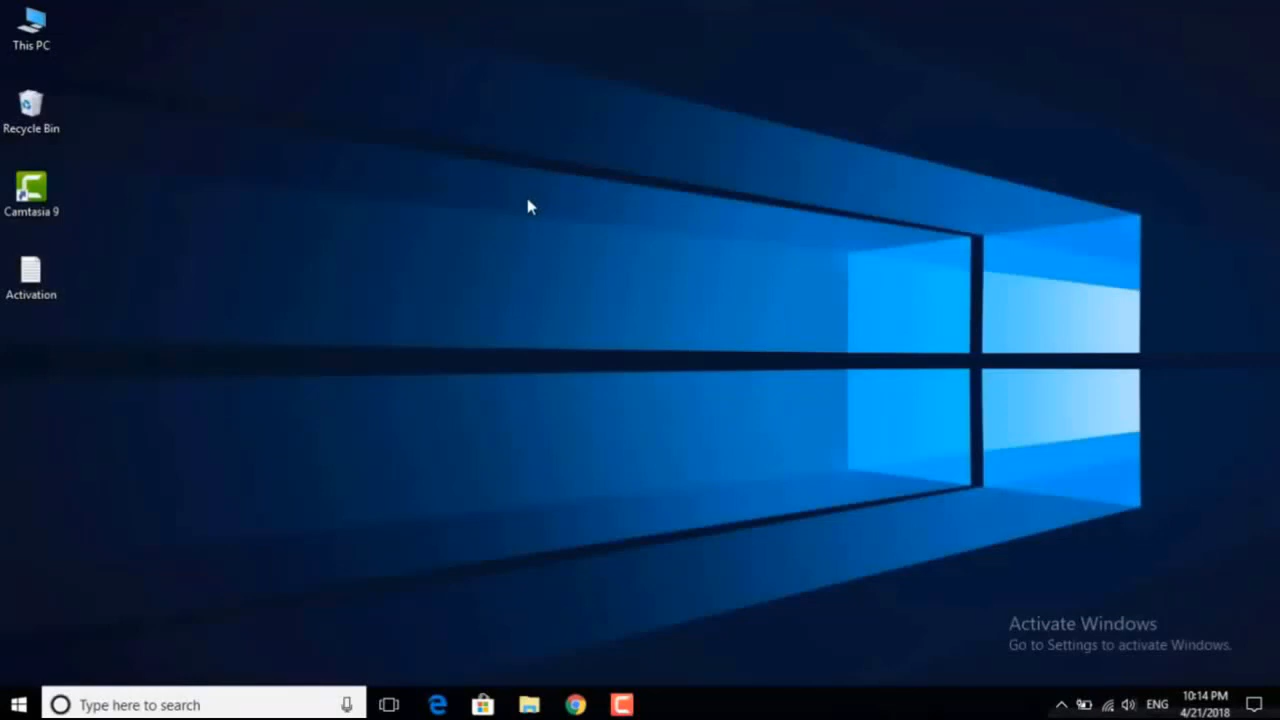 This PC
Recycle Bin
Camtasia 9
Activation
Activate Windows
Go to Settings to activate Windows.
Type here to search
ENG
10:14 PM
4/21/2018